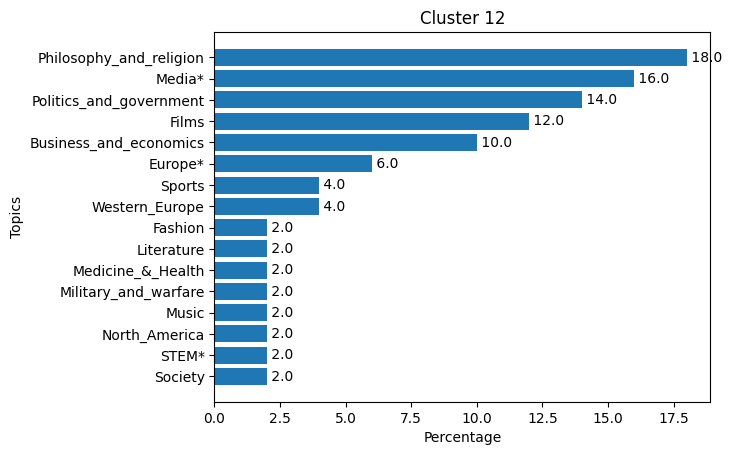 Cluster 12
Philosophy_and_religion 18.0
Media* 16.0
Politics_and_government 14.0
Films 12.0
Business_and_economics 10.0
Europe* 6.0
Sports 4.0
Western_Europe 4.0
Fashion 2.0
Literature 2.0
Medicine_&_Health 2.0
Military_and_warfare 2.0
Music 2.0
North_America 2.0
STEM* 2.0
Society 2.0
Topics
0.0 2.5 5.0 7.5 10.0 12.5 15.0 17.5
Percentage